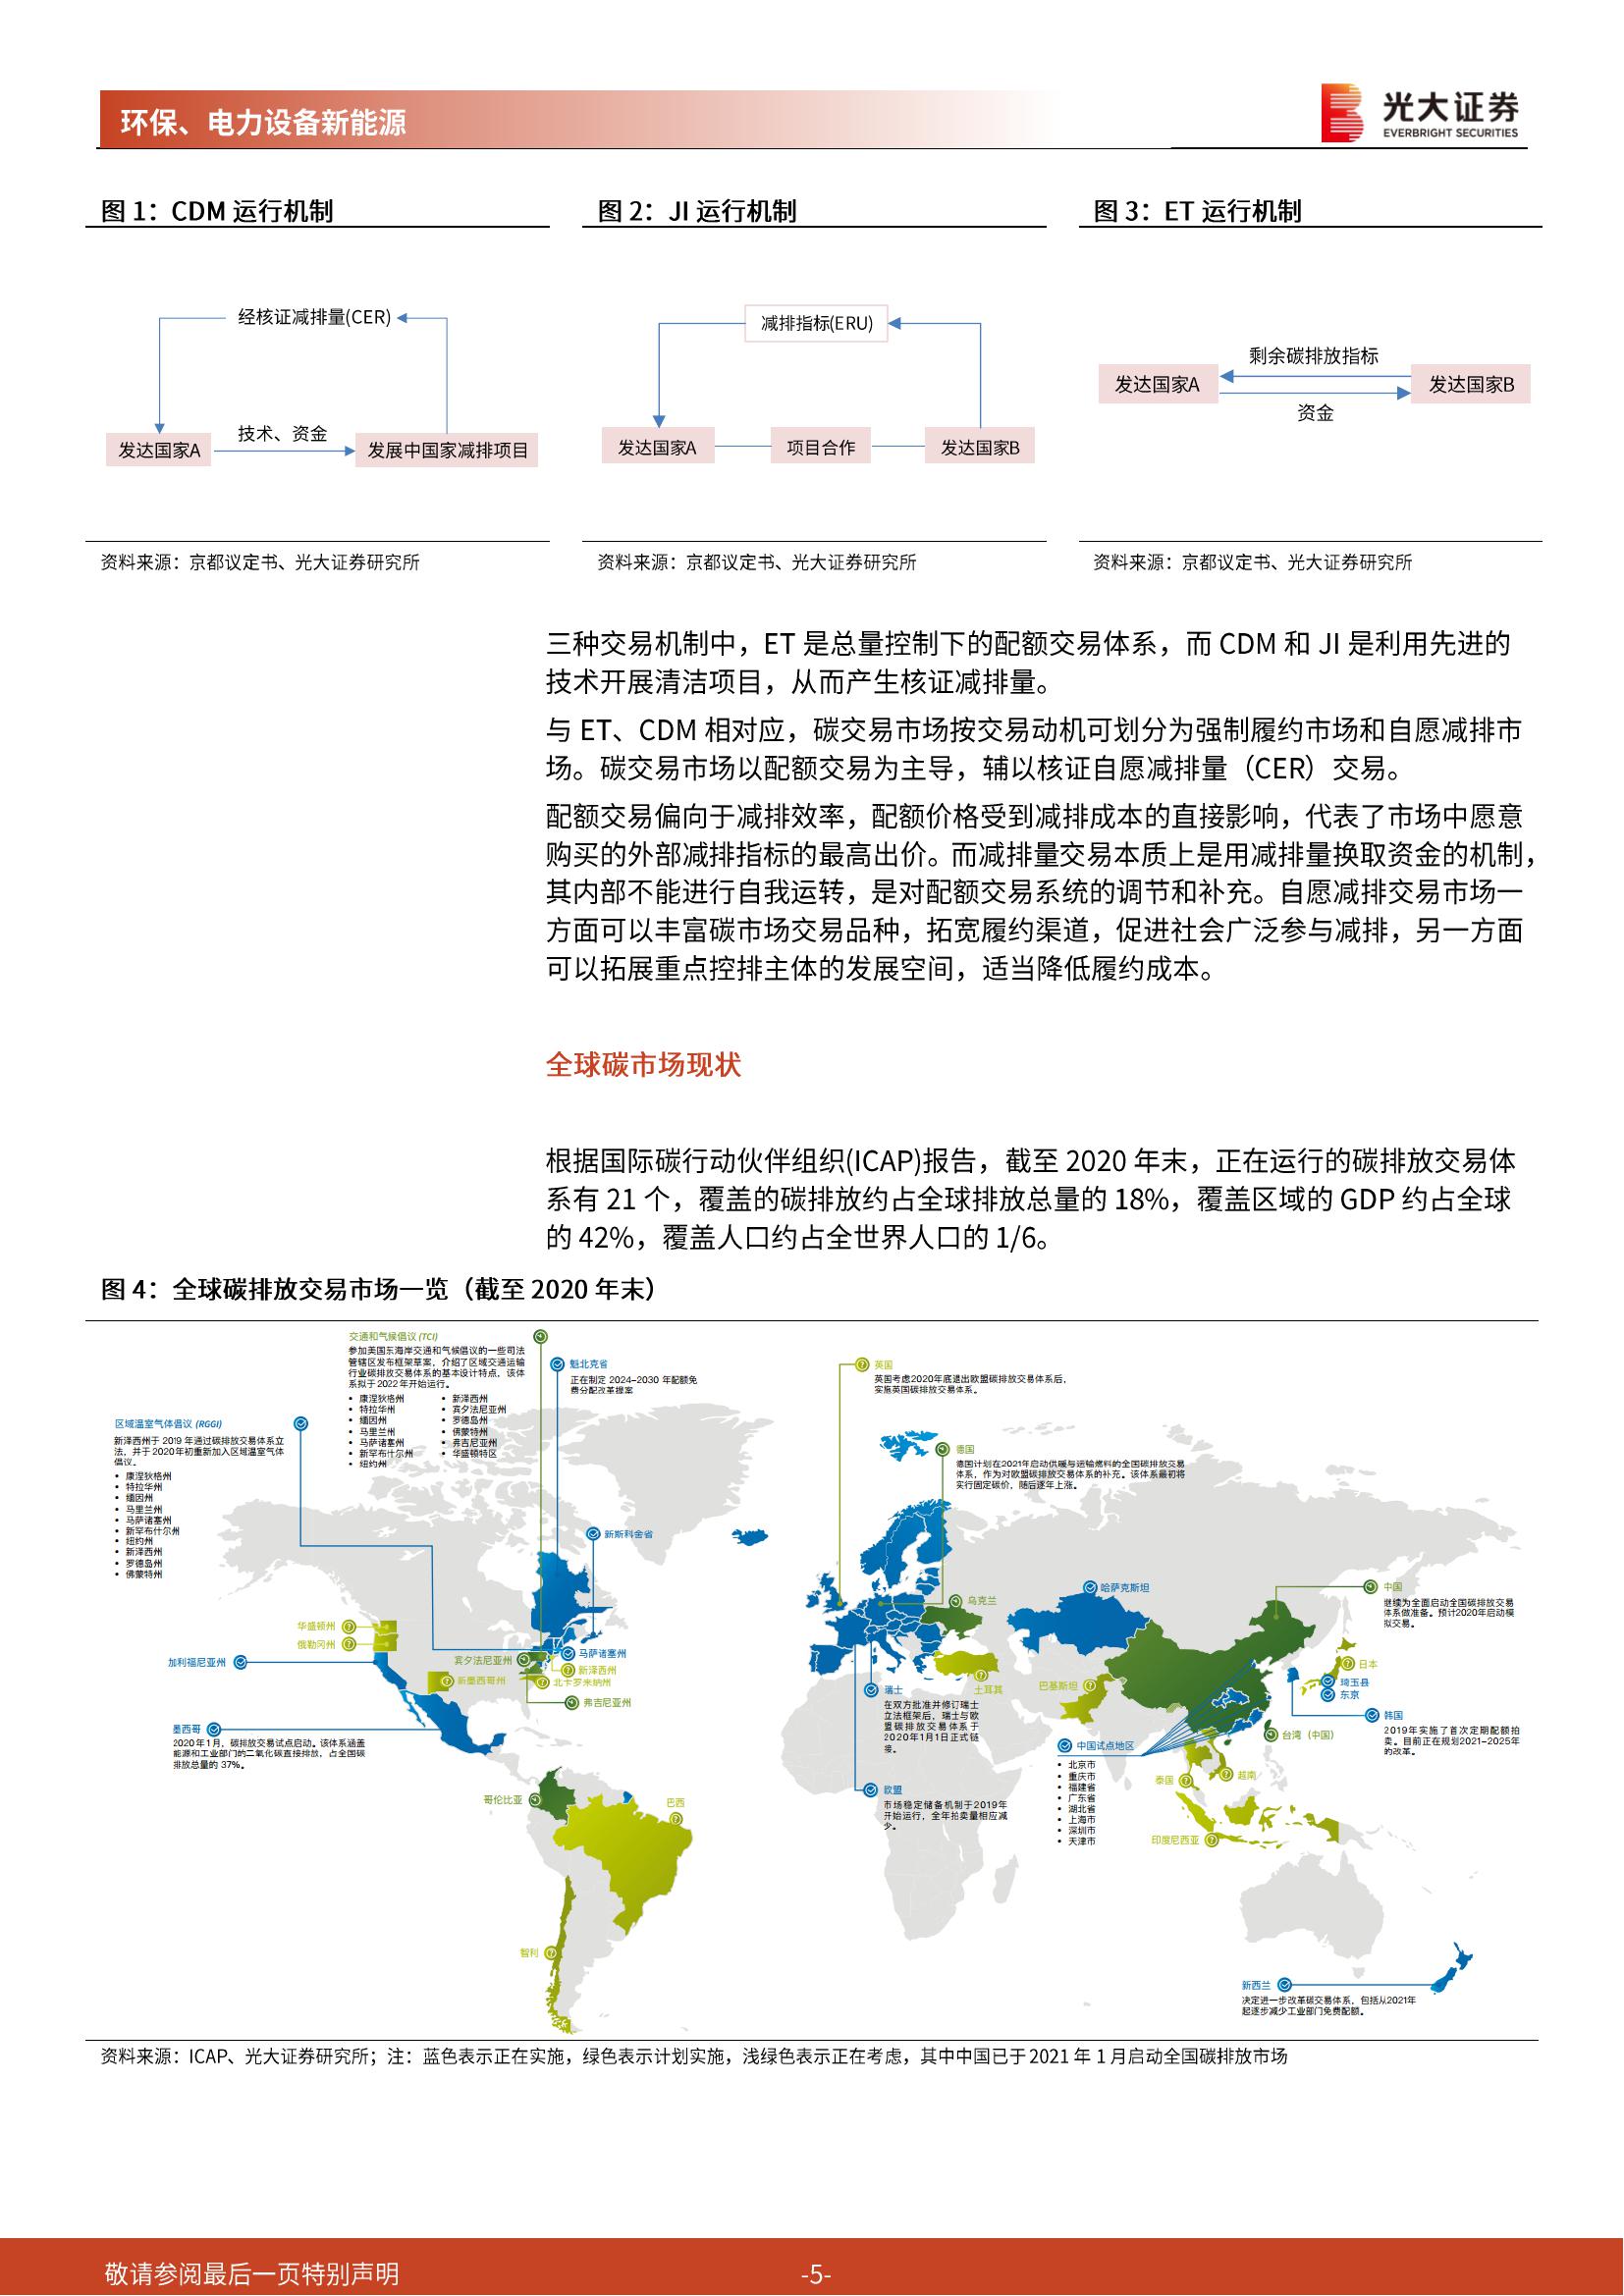 环保、电力设备新能源
光大证券
EVERBRIGHT SECURITIES
图 1：CDM 运行机制
经核证减排量(CER)
技术、资金
发达国家A
发展中国家减排项目
资料来源：京都议定书、光大证券研究所
图 2：JI 运行机制
减排指标(ERU)
发达国家A
项目合作
发达国家B
资料来源：京都议定书、光大证券研究所
图 3：ET 运行机制
剩余碳排放指标
发达国家A
发达国家B
资金
资料来源：京都议定书、光大证券研究所
三种交易机制中，ET 是总量控制下的配额交易体系，而 CDM 和 JI 是利用先进的
技术开展清洁项目，从而产生核证减排量。
与 ET、CDM 相对应，碳交易市场按交易动机可划分为强制履约市场和自愿减排市
场。碳交易市场以配额交易为主导，辅以核证自愿减排量（CER）交易。
配额交易偏向于减排效率，配额价格受到减排成本的直接影响，代表了市场中愿意
购买的外部减排指标的最高出价。而减排量交易本质上是用减排量换取资金的机制，
其内部不能进行自我运转，是对配额交易系统的调节和补充。自愿减排交易市场一
方面可以丰富碳市场交易品种，拓宽履约渠道，促进社会广泛参与减排，另一方面
可以拓展重点控排主体的发展空间，适当降低履约成本。
全球碳市场现状
根据国际碳行动伙伴组织(ICAP)报告，截至 2020 年末，正在运行的碳排放交易体
系有 21 个，覆盖的碳排放约占全球排放总量的 18%，覆盖区域的 GDP 约占全球
的 42%，覆盖人口约占全世界人口的 1/6。
图 4：全球碳排放交易市场一览（截至 2020 年末）
交通和气候倡议 (TCI)
参加美国东海岸交通和气候倡议的一些司法
管辖区发布框架草案，介绍了区域交通运输
行业碳排放交易体系的基本设计特点，该体
系拟于2022年开始运行。
• 康涅狄格州
• 特拉华州
• 缅因州
• 马里兰州
• 马萨诸塞州
• 新罕布什尔州
• 纽约州
• 新泽西州
• 宾夕法尼亚州
• 罗德岛州
• 佛蒙特州
• 弗吉尼亚州
• 华盛顿特区
魁北克省
正在制定 2024–2030 年配额免
费分配改革提案
区域温室气体倡议 (RGGI)
新泽西州于 2019 年通过碳排放交易体系立
法，并于2020年初重新加入区域温室气体
倡议。
• 康涅狄格州
• 特拉华州
• 缅因州
• 马里兰州
• 马萨诸塞州
• 新罕布什尔州
• 纽约州
• 新泽西州
• 罗德岛州
• 佛蒙特州
新斯科舍省
华盛顿州
俄勒冈州
加利福尼亚州
新墨西哥州
宾夕法尼亚州
马萨诸塞州
新泽西州
北卡罗来纳州
弗吉尼亚州
墨西哥
2020年1月，碳排放交易试点启动。该体系涵盖
能源和工业部门的二氧化碳直接排放，占全国碳
排放总量的 37%。
哥伦比亚
巴西
智利
英国
英国考虑2020年底退出欧盟碳排放交易体系后，
实施英国碳排放交易体系。
德国
德国计划在2021年启动供暖与运输燃料的全国碳排放交易
体系，作为对欧盟碳排放交易体系的补充。该体系最初将
实行固定碳价，随后逐年上涨。
乌克兰
哈萨克斯坦
土耳其
巴基斯坦
瑞士
在双方批准并修订瑞士
立法框架后，瑞士与欧
盟碳排放交易体系于
2020年1月1日正式链
接。
欧盟
市场稳定储备机制于2019年
开始运行，全年拍卖量相应减
少。
中国
继续为全面启动全国碳排放交易
体系做准备。预计2020年启动模
拟交易。
日本
琦玉县
东京
韩国
2019年实施了首次定期配额拍
卖。目前正在规划2021–2025年
的改革。
台湾（中国）
中国试点地区
• 北京市
• 重庆市
• 福建省
• 广东省
• 湖北省
• 上海市
• 深圳市
• 天津市
泰国
越南
印度尼西亚
新西兰
决定进一步改革碳交易体系，包括从2021年
起逐步减少工业部门免费配额。
资料来源：ICAP、光大证券研究所；注：蓝色表示正在实施，绿色表示计划实施，浅绿色表示正在考虑，其中中国已于 2021 年 1 月启动全国碳排放市场
敬请参阅最后一页特别声明
-5-